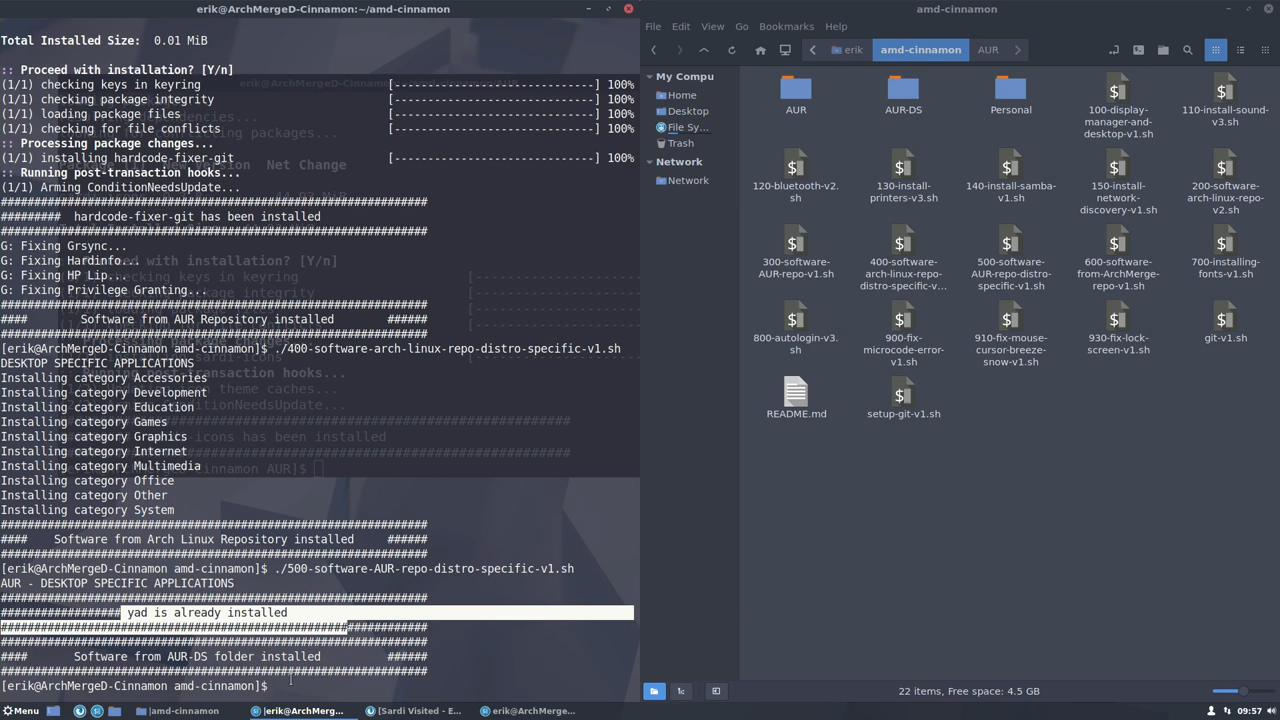 erik@ArchMergeD-Cinnamon:~/amd-cinnamon
Total Installed Size:  0.01 MiB
:: Proceed with installation? [Y/n]
(1/1) checking keys in keyring [------------------------------] 100%
(1/1) checking package integrity [------------------------------] 100%
(1/1) loading package files [------------------------------] 100%
(1/1) checking for file conflicts [------------------------------] 100%
:: Processing package changes...
(1/1) installing hardcode-fixer-git [------------------------------] 100%
:: Running post-transaction hooks...
(1/1) Arming ConditionNeedsUpdate...
################################################################
#########  hardcode-fixer-git has been installed
################################################################
G: Fixing Grsync...
G: Fixing Hardinfo...
G: Fixing HP Lip...
G: Fixing Privilege Granting...
################################################################
####        Software from AUR Repository installed        ######
################################################################
[erik@ArchMergeD-Cinnamon amd-cinnamon]$ ./400-software-arch-linux-repo-distro-specific-v1.sh
DESKTOP SPECIFIC APPLICATIONS
Installing category Accessories
Installing category Development
Installing category Education
Installing category Games
Installing category Graphics
Installing category Internet
Installing category Multimedia
Installing category Office
Installing category Other
Installing category System
################################################################
####    Software from Arch Linux Repository installed     ######
################################################################
[erik@ArchMergeD-Cinnamon amd-cinnamon]$ ./500-software-AUR-repo-distro-specific-v1.sh
AUR - DESKTOP SPECIFIC APPLICATIONS
################################################################
################## yad is already installed
################################################################
################################################################
####       Software from AUR-DS folder installed          ######
################################################################
[erik@ArchMergeD-Cinnamon amd-cinnamon]$
amd-cinnamon
File Edit View Go Bookmarks Help
erik amd-cinnamon AUR
My Compu
Home
Desktop
File Sy...
Trash
Network
Network
AUR
AUR-DS
Personal
100-display-
manager-and-
desktop-v1.sh
110-install-sound-
v3.sh
120-bluetooth-v2.
sh
130-install-
printers-v3.sh
140-install-samba-
v1.sh
150-install-
network-
discovery-v1.sh
200-software-
arch-linux-repo-
v2.sh
300-software-
AUR-repo-v1.sh
400-software-
arch-linux-repo-
distro-specific-v...
500-software-
AUR-repo-distro-
specific-v1.sh
600-software-
from-ArchMerge-
repo-v1.sh
700-installing-
fonts-v1.sh
800-autologin-v3.
sh
900-fix-
microcode-error-
v1.sh
910-fix-mouse-
cursor-breeze-
snow-v1.sh
930-fix-lock-
screen-v1.sh
git-v1.sh
README.md
setup-git-v1.sh
22 items, Free space: 4.5 GB
Menu
|amd-cinnamon
|erik@ArchMerg...
[Sardi Visited - E...
erik@ArchMerge...
09:57